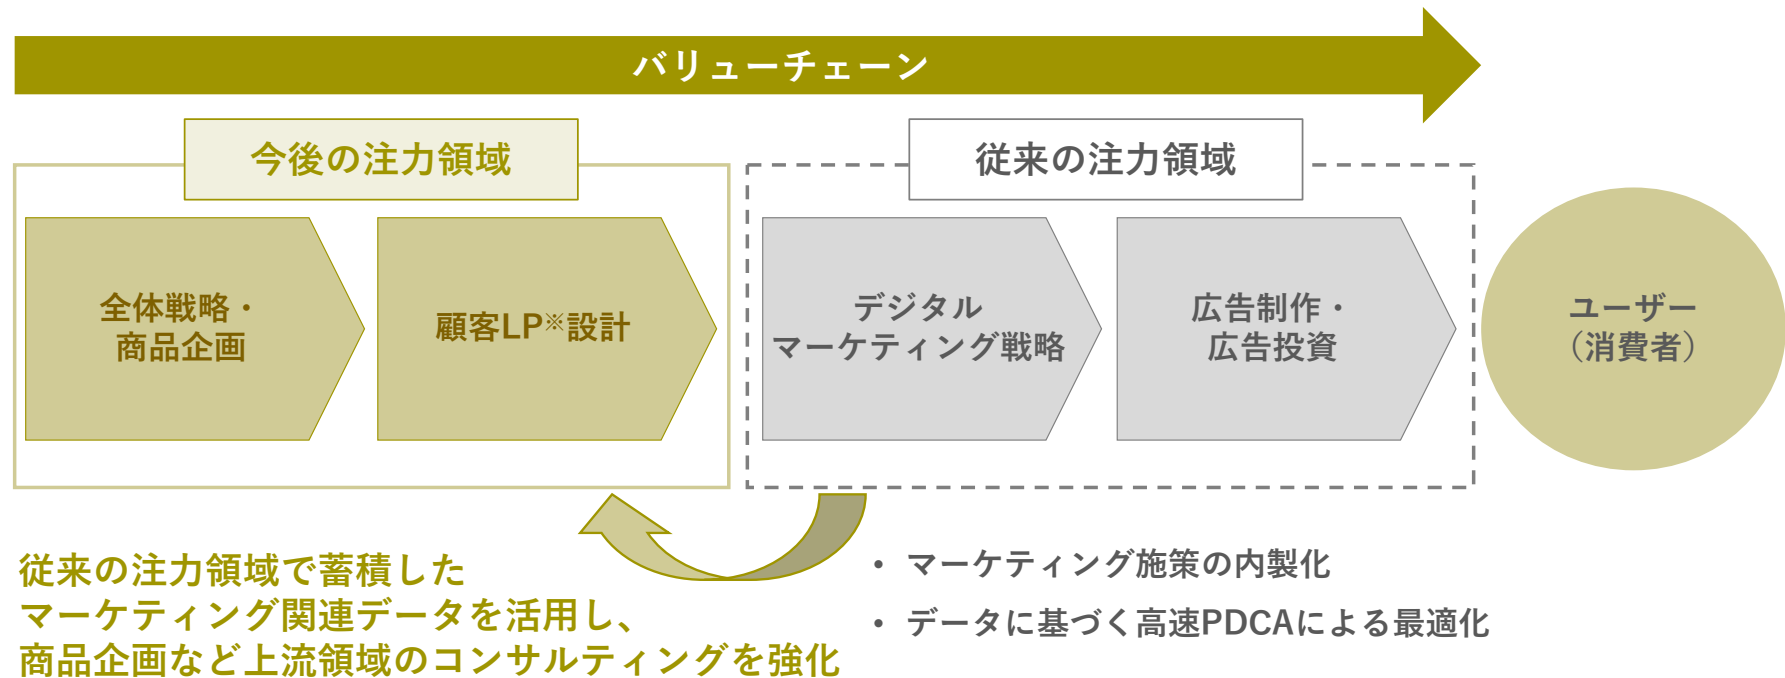 バリューチェーン
今後の注力領域
従来の注力領域
全体戦略・
商品企画
顧客LP※設計
デジタル
マーケティング戦略
広告制作・
広告投資
ユーザー
（消費者）
従来の注力領域で蓄積した
マーケティング関連データを活用し、
商品企画など上流領域のコンサルティングを強化
• マーケティング施策の内製化
• データに基づく高速PDCAによる最適化